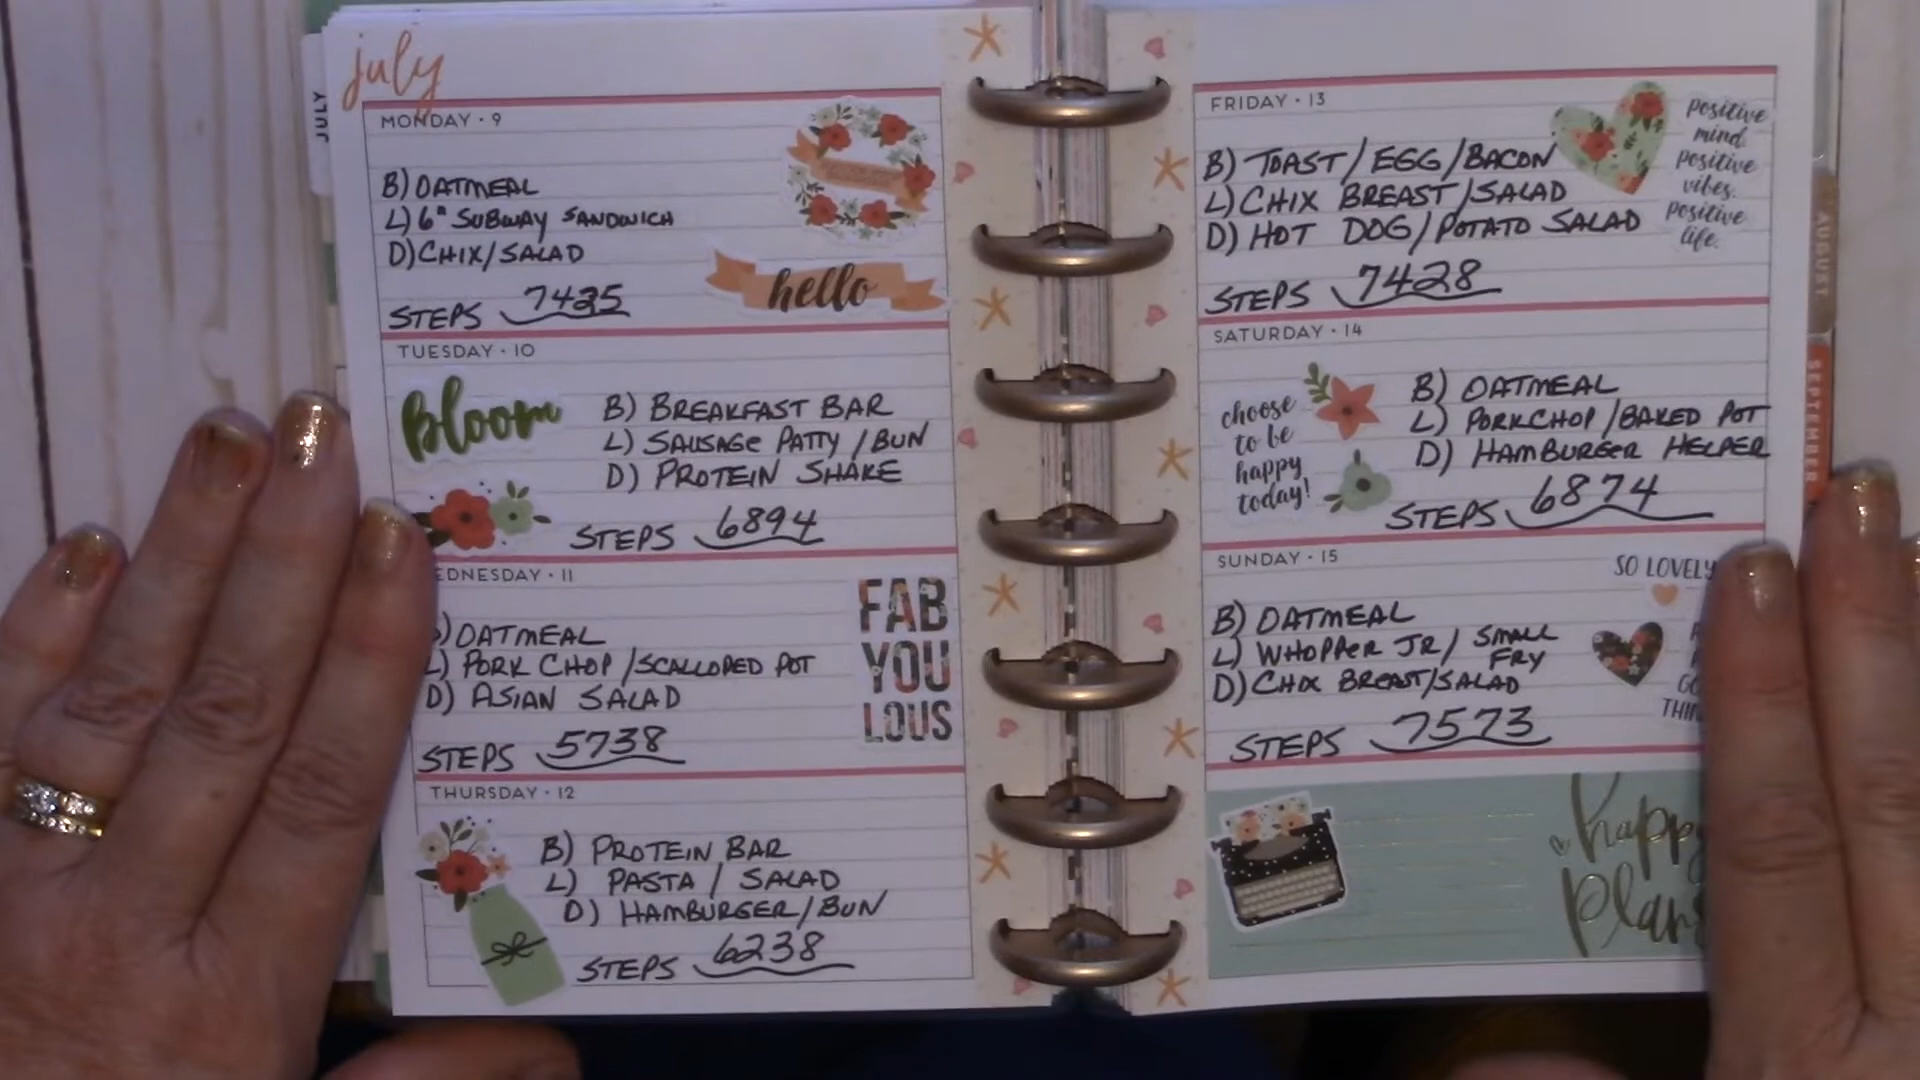 july
JULY
MONDAY · 9
B) OATMEAL
L) 6" SUBWAY SANDWICH
D) CHIX/SALAD
STEPS 7425
hello
TUESDAY · 10
bloom
B) BREAKFAST BAR
L) SAUSAGE PATTY / BUN
D) PROTEIN SHAKE
STEPS 6894
EDNESDAY · 11
) OATMEAL
L) PORK CHOP / SCALLOPED POT
D) ASIAN SALAD
STEPS 5738
FAB
YOU
LOUS
THURSDAY · 12
B) PROTEIN BAR
L) PASTA / SALAD
D) HAMBURGER / BUN
STEPS 6238
FRIDAY · 13
B) TOAST / EGG / BACON
L) CHIX BREAST / SALAD
D) HOT DOG / POTATO SALAD
STEPS 7428
positive
mind.
positive
vibes.
positive
life.
SATURDAY · 14
choose
to be
happy
today!
B) OATMEAL
L) PORKCHOP / BAKED POT
D) HAMBURGER HELPER
STEPS 6874
SUNDAY · 15
B) OATMEAL
L) WHOPPER JR / SMALL
FRY
D) CHIX BREAST/SALAD
STEPS 7573
SO LOVELY
GO
THIN
happy
plans
AUGUST
SEPTEMBER